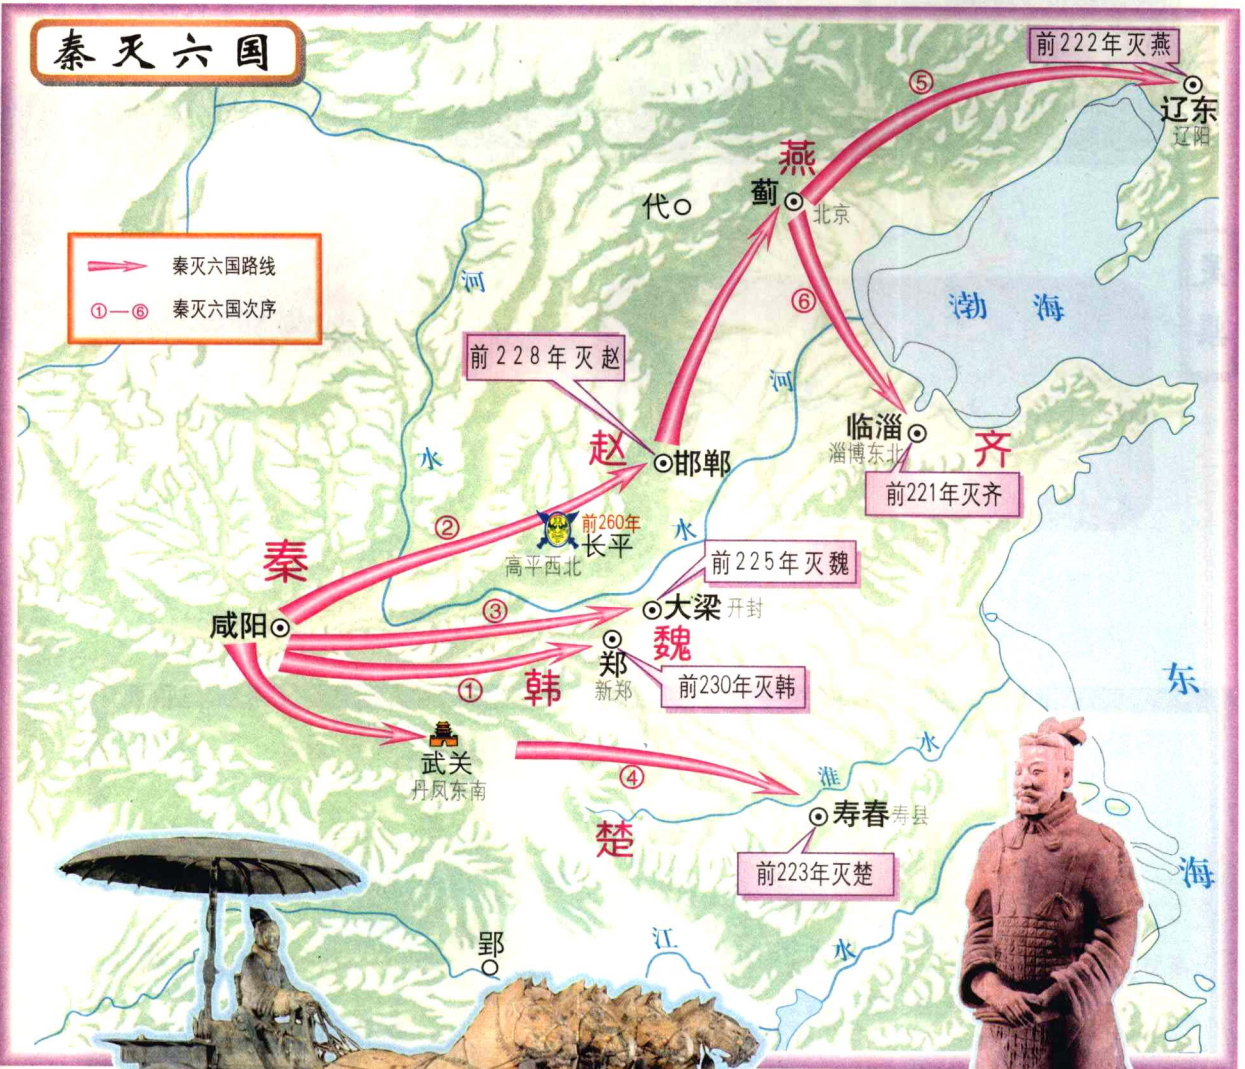 秦灭六国
前222年灭燕
⑤
辽东
辽阳
燕
蓟
北京
代
秦灭六国路线
①—⑥ 秦灭六国次序
河
⑥
渤海
前228年灭赵
河
临淄
淄博东北
齐
赵
邯郸
水
前221年灭齐
②
前260年
长平
高平西北
水
秦
前225年灭魏
③
大梁 开封
咸阳
魏
郑
新郑
韩
①
前230年灭韩
东
武关
丹凤东南
④
水
淮
寿春 寿县
楚
前223年灭楚
海
郢
江
水